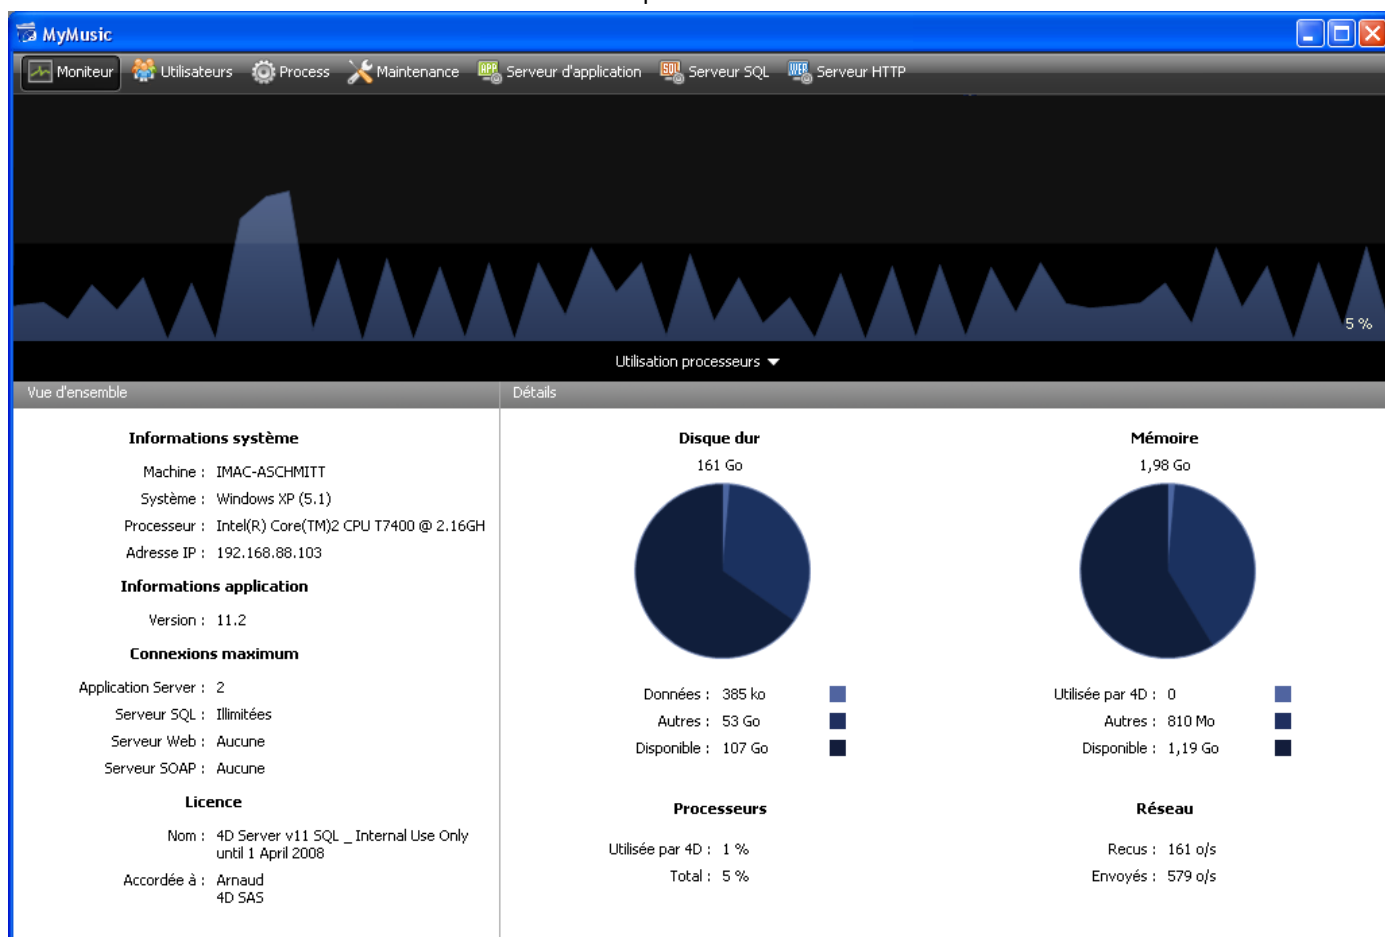 MyMusic
Moniteur Utilisateurs Process Maintenance Serveur d'application Serveur SQL Serveur HTTP
5 %
Utilisation processeurs
Vue d'ensemble
Détails
Informations système
Machine : IMAC-ASCHMITT
Système : Windows XP (5.1)
Processeur : Intel(R) Core(TM)2 CPU T7400 @ 2.16GH
Adresse IP : 192.168.88.103
Informations application
Version : 11.2
Connexions maximum
Application Server : 2
Serveur SQL : Illimitées
Serveur Web : Aucune
Serveur SOAP : Aucune
Licence
Nom : 4D Server v11 SQL _ Internal Use Only
until 1 April 2008
Accordée à : Arnaud
4D SAS
Disque dur
161 Go
Données : 385 ko
Autres : 53 Go
Disponible : 107 Go
Processeurs
Utilisée par 4D : 1 %
Total : 5 %
Mémoire
1,98 Go
Utilisée par 4D : 0
Autres : 810 Mo
Disponible : 1,19 Go
Réseau
Recus : 161 o/s
Envoyés : 579 o/s